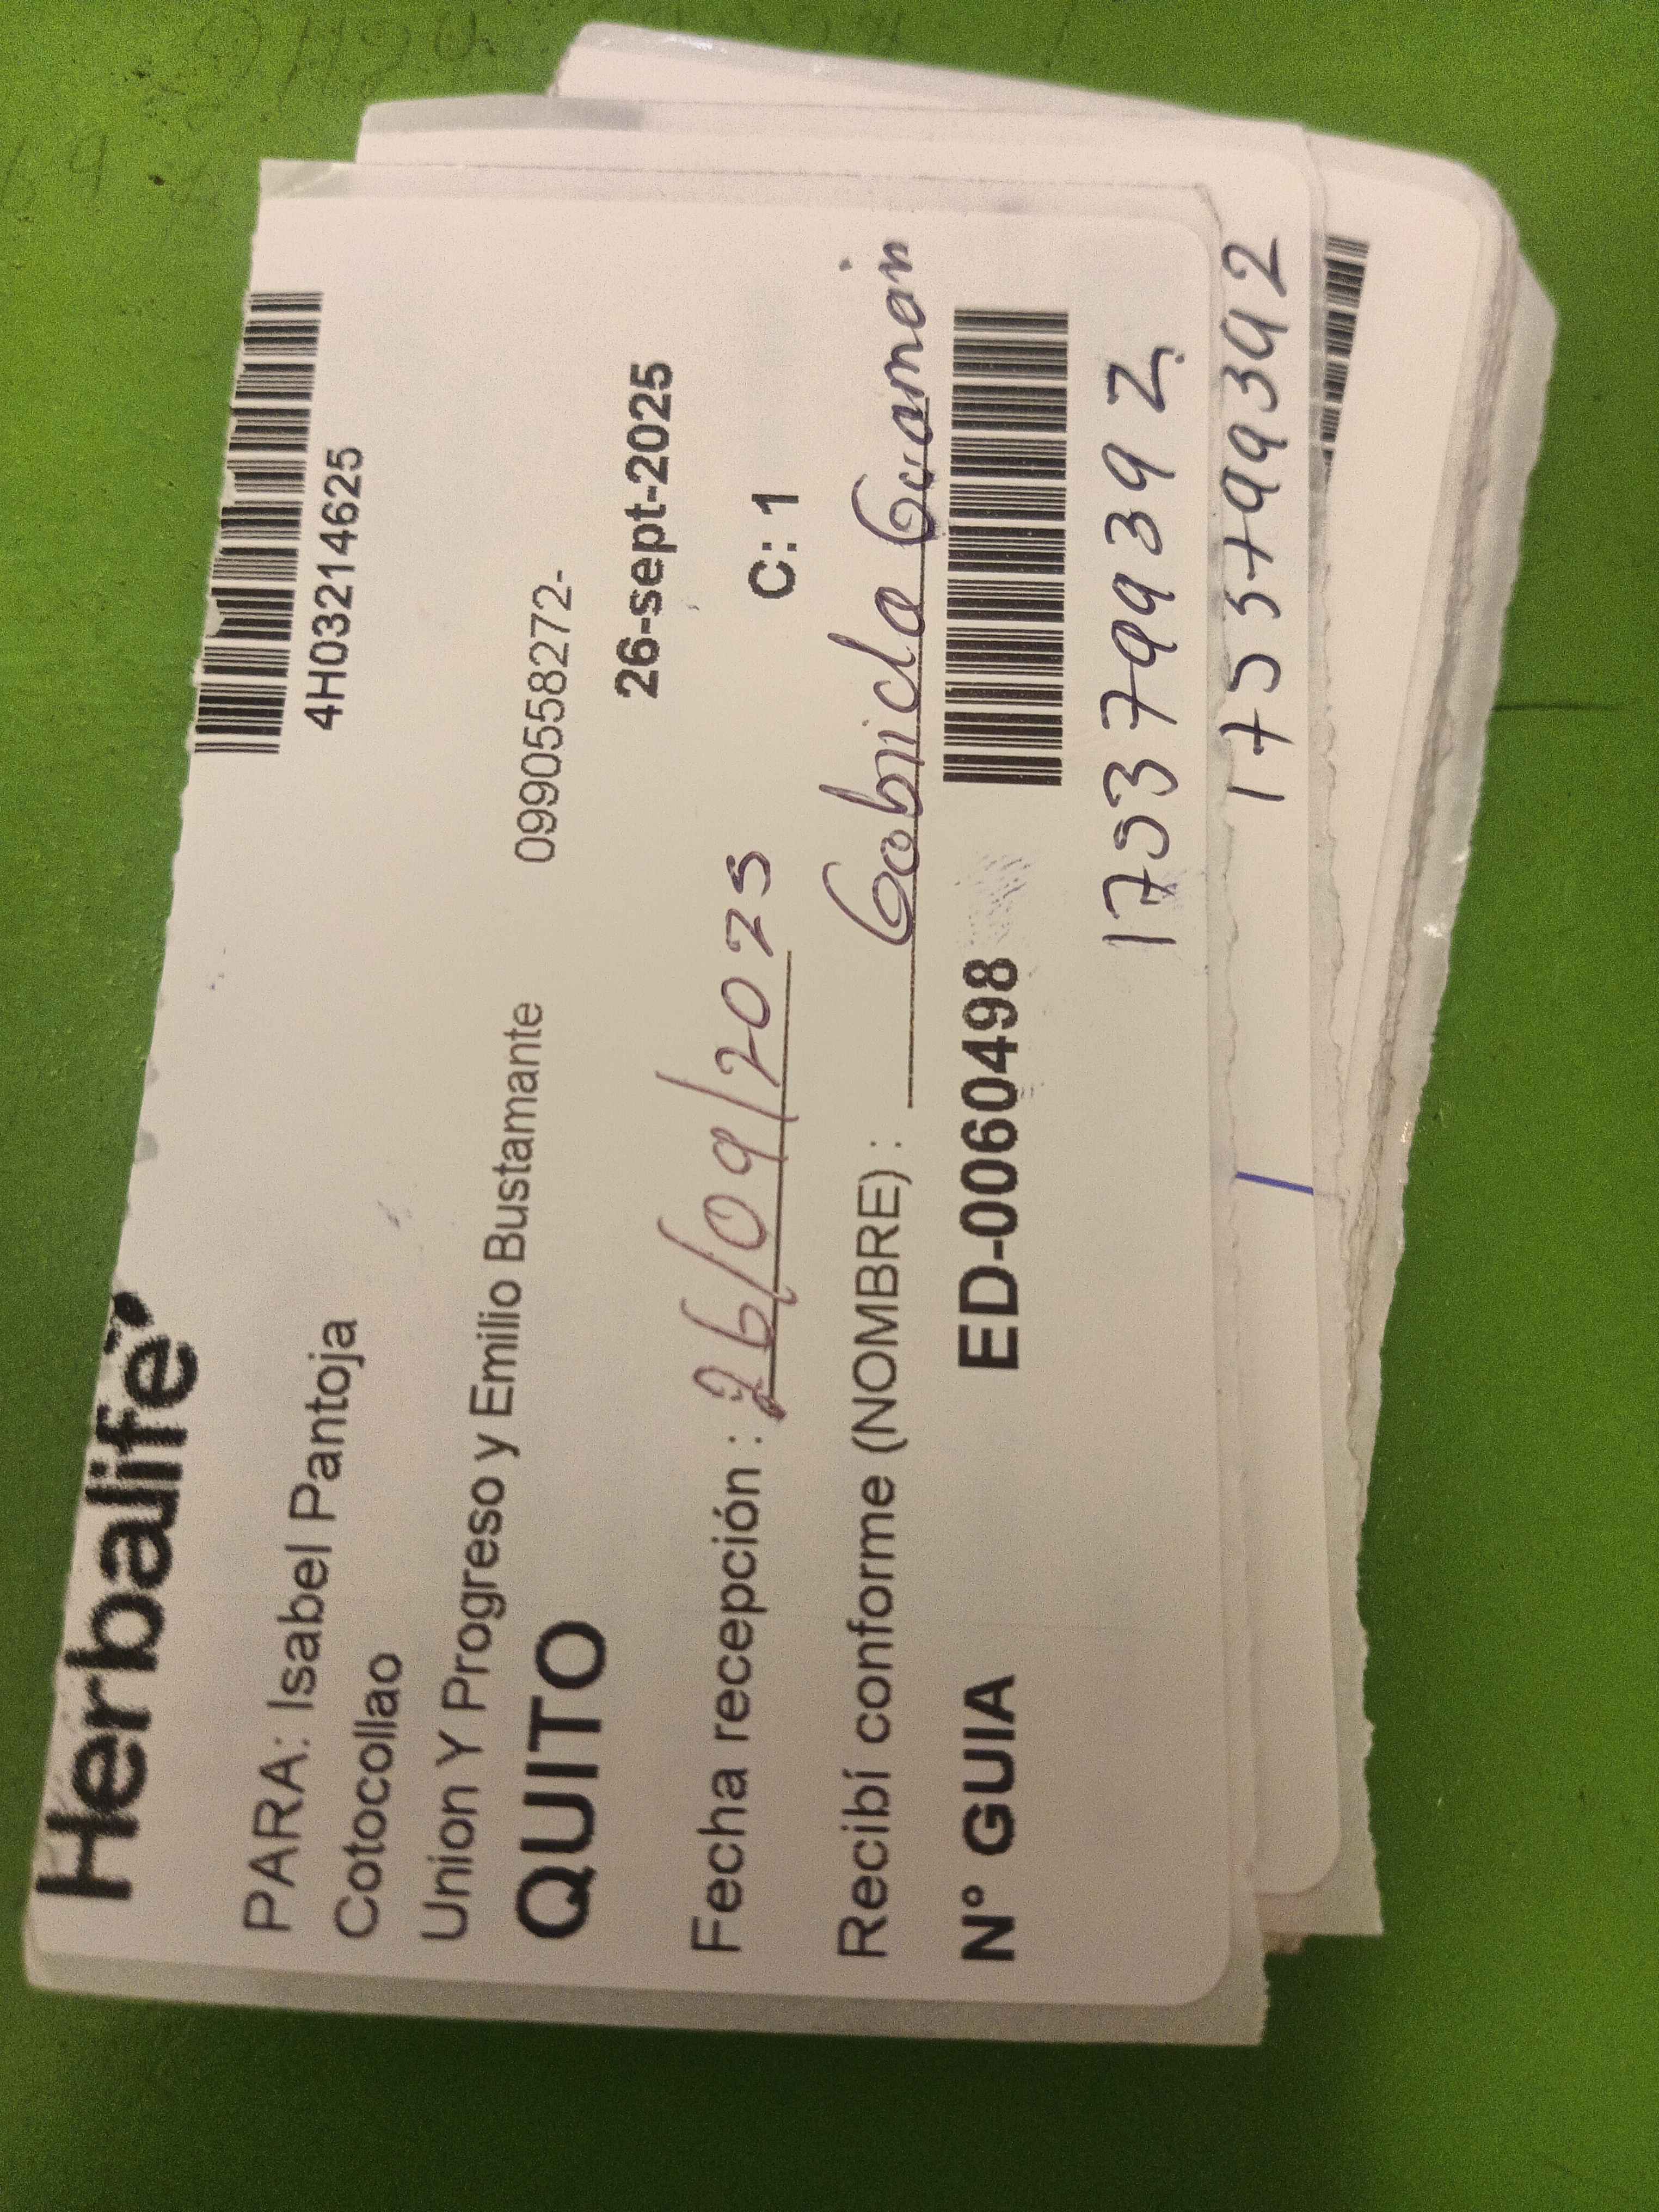 Herbalife
4H03214625
PARA: Isabel Pantoja
Cotocollao
Union Y Progreso y Emilio Bustamante 0990558272-
QUITO 26-sept-2025
Fecha recepción : 26/09/2025 C: 1
Recibí conforme (NOMBRE) : Gabriela Guamán
N° GUIA ED-0060498
1753799392
1753799392